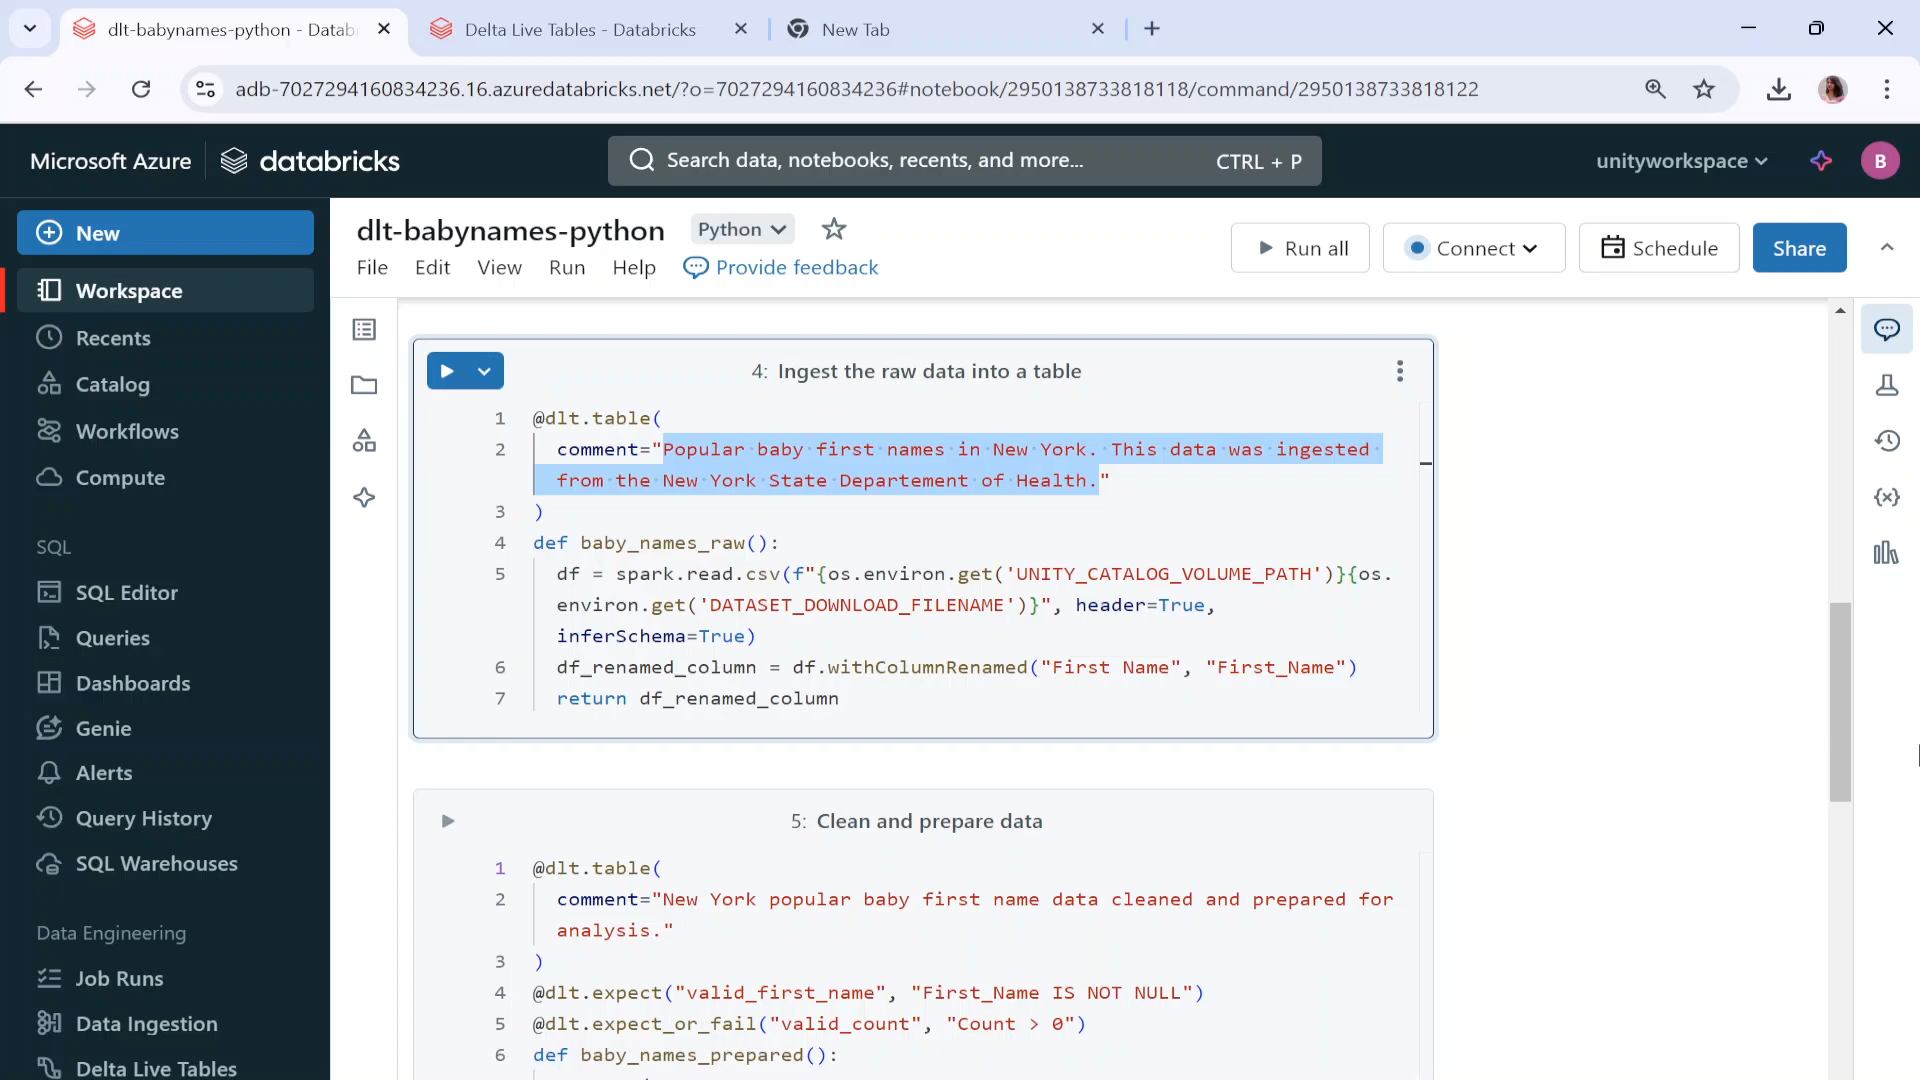 dlt-babynames-python - Datab
Delta Live Tables - Databricks
New Tab
adb-7027294160834236.16.azuredatabricks.net/?o=7027294160834236#notebook/2950138733818118/command/2950138733818122
Microsoft Azure
databricks
Search data, notebooks, recents, and more...
CTRL + P
unityworkspace
B
New
Workspace
Recents
Catalog
Workflows
Compute
SQL
SQL Editor
Queries
Dashboards
Genie
Alerts
Query History
SQL Warehouses
Data Engineering
Job Runs
Data Ingestion
Delta Live Tables
dlt-babynames-python
Python
File
Edit
View
Run
Help
Provide feedback
Run all
Connect
Schedule
Share
4: Ingest the raw data into a table
1 @dlt.table(
2 comment="Popular baby first names in New York. This data was ingested
from the New York State Departement of Health."
3 )
4 def baby_names_raw():
5 df = spark.read.csv(f"{os.environ.get('UNITY_CATALOG_VOLUME_PATH')}{os.
environ.get('DATASET_DOWNLOAD_FILENAME')}", header=True,
inferSchema=True)
6 df_renamed_column = df.withColumnRenamed("First Name", "First_Name")
7 return df_renamed_column
5: Clean and prepare data
1 @dlt.table(
2 comment="New York popular baby first name data cleaned and prepared for
analysis."
3 )
4 @dlt.expect("valid_first_name", "First_Name IS NOT NULL")
5 @dlt.expect_or_fail("valid_count", "Count > 0")
6 def baby_names_prepared():